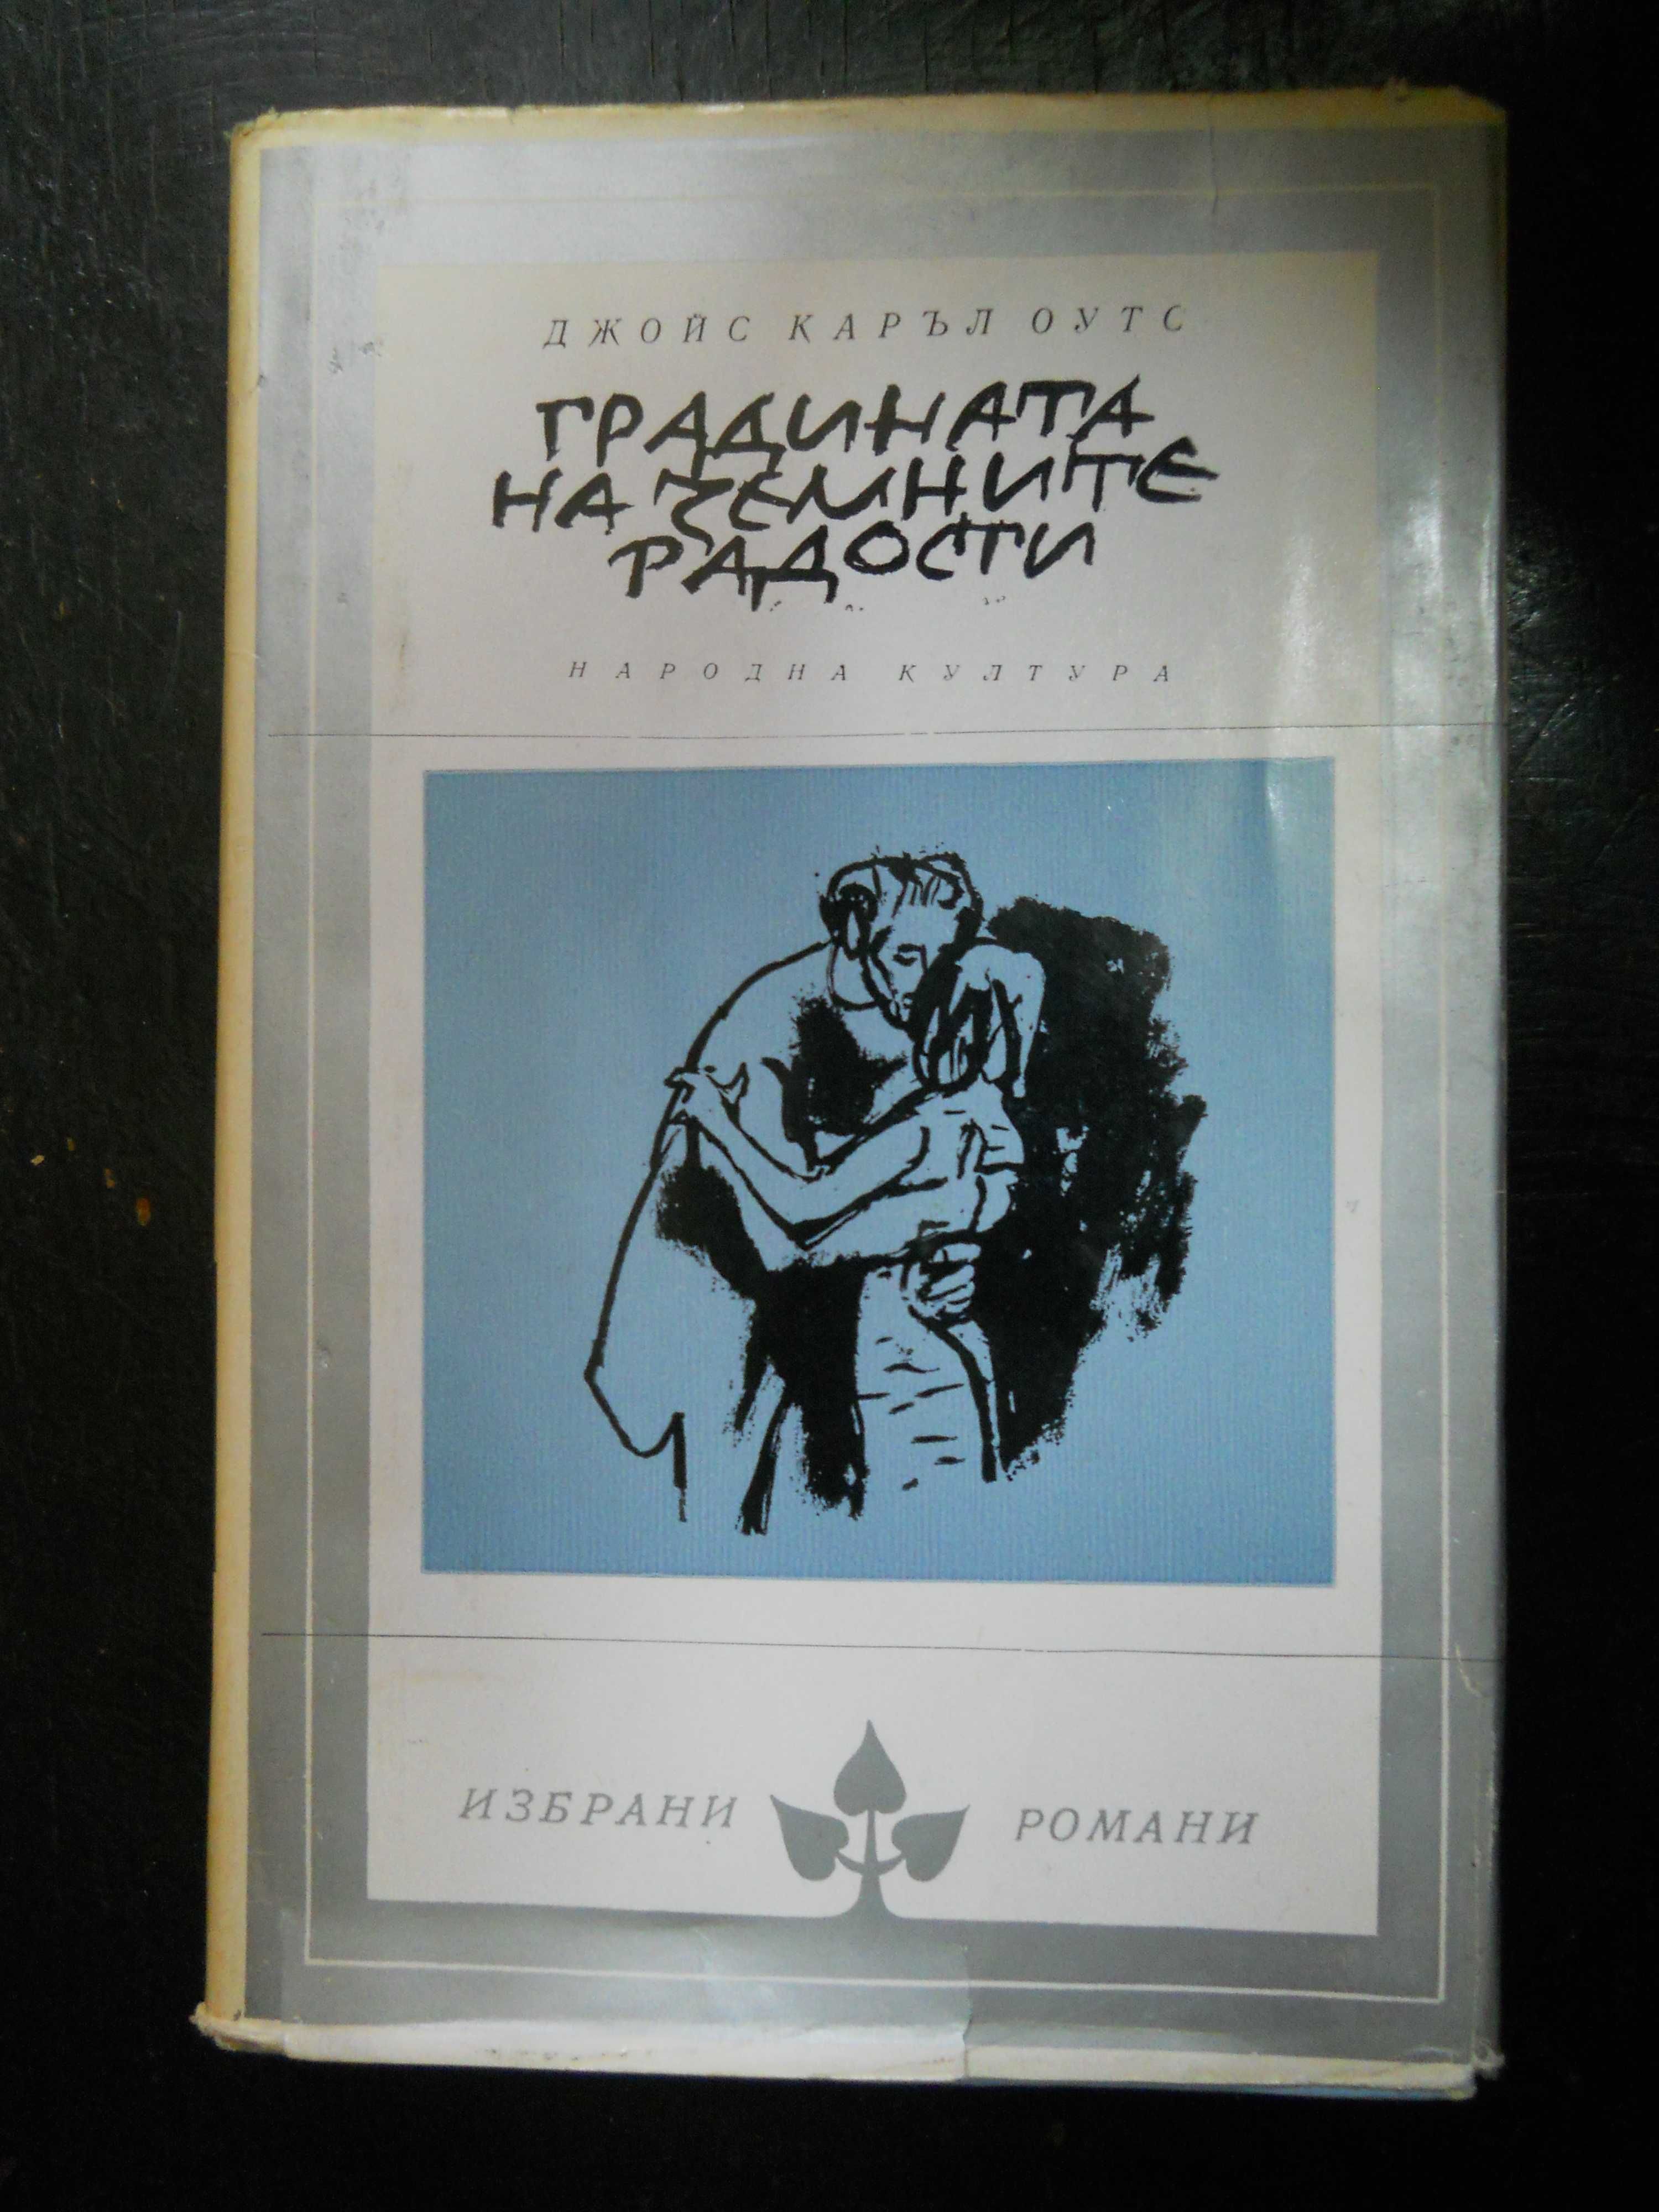 ДЖОЙС КАРЪЛ ОУТС
ГРАДИНАТА
НА ЗЕМНИТЕ
РАДОСТИ
НАРОДНА КУЛТУРА
ИЗБРАНИ РОМАНИ